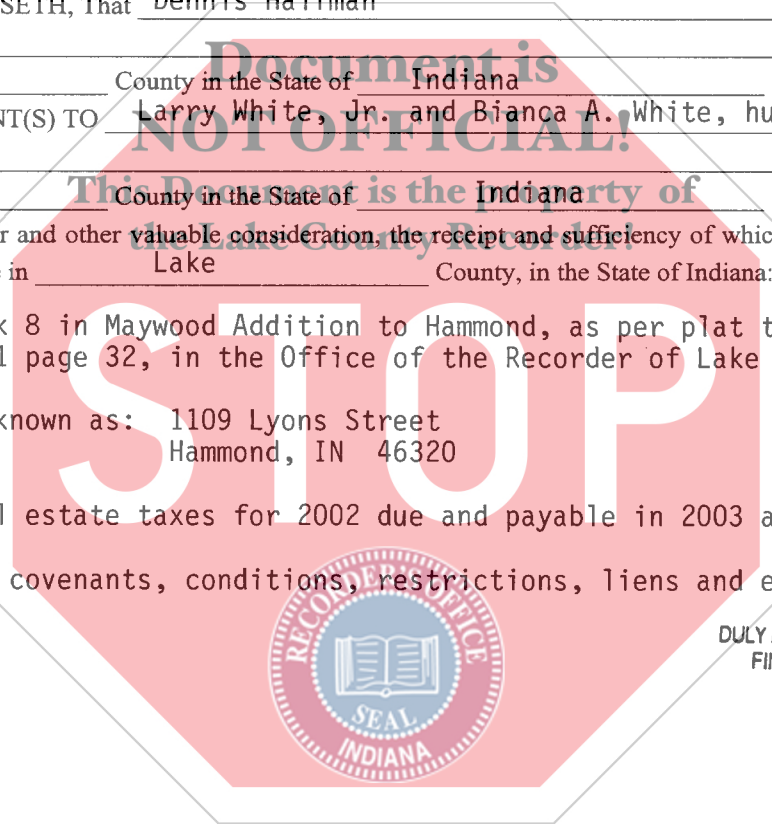 SETH, That Dennis
Document is
County in the State of Indiana
NT(S) TO Larry White, Jr. and Bianca A. White, hu
NOT OFFICIAL!
This Document is the property of
County in the State of Indiana
the Lake County Recorder!
r and other valuable consideration, the receipt and sufficiency of whic
in Lake County, in the State of Indiana:
STOP
k 8 in Maywood Addition to Hammond, as per plat t
l page 32, in the Office of the Recorder of Lake
known as: 1109 Lyons Street
Hammond, IN 46320
l estate taxes for 2002 due and payable in 2003 a
covenants, conditions, restrictions, liens and e
DULY
FI
RECORDER'S OFFICE
SEAL
INDIANA